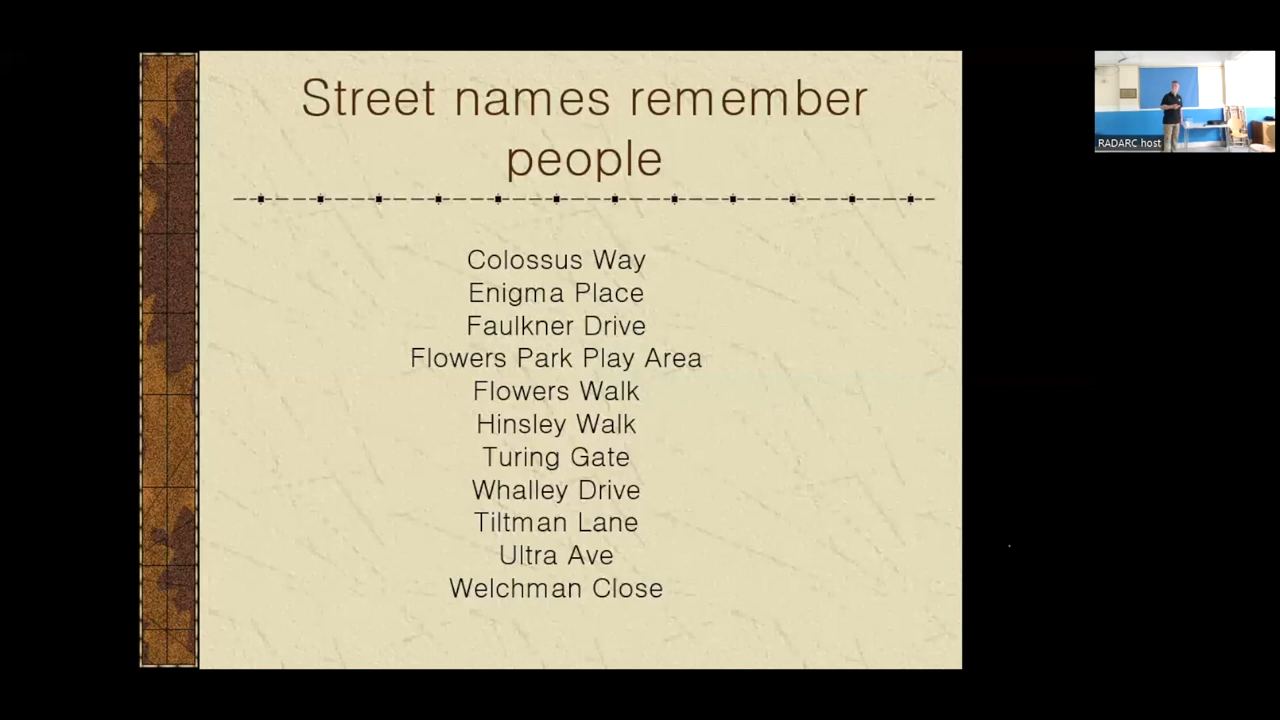 Street names remember
people
Colossus Way
Enigma Place
Faulkner Drive
Flowers Park Play Area
Flowers Walk
Hinsley Walk
Turing Gate
Whalley Drive
Tiltman Lane
Ultra Ave
Welchman Close
RADARC host